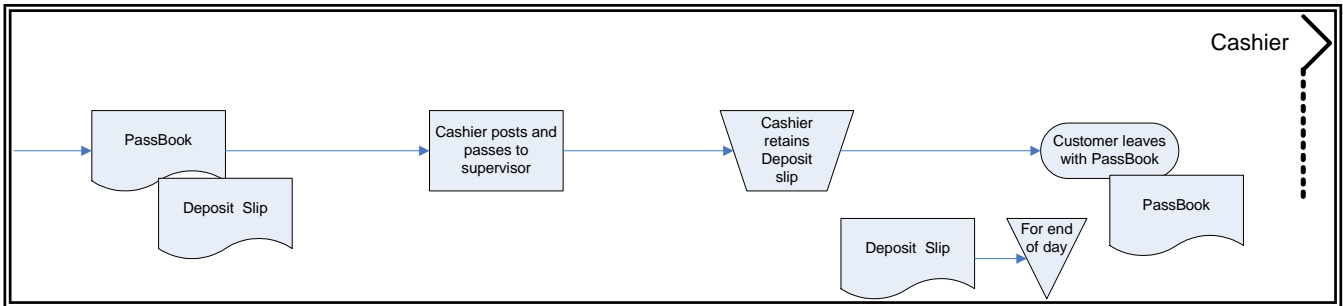 Cashier
PassBook
Deposit Slip
Cashier posts and
passes to
supervisor
Cashier
retains
Deposit
slip
Customer leaves
with PassBook
PassBook
Deposit Slip
For end
of day